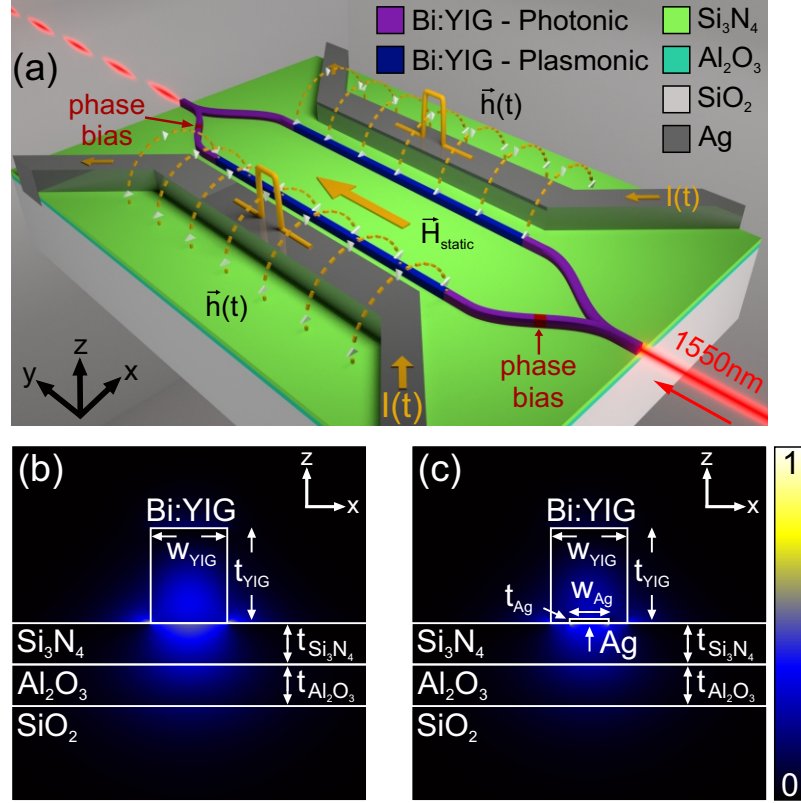 (a)
Bi:YIG - Photonic
Bi:YIG - Plasmonic
Si₃N₄
Al₂O₃
SiO₂
Ag
phase
bias
h⃗(t)
I(t)
H⃗static
h⃗(t)
I(t)
phase
bias
1550nm
z
y
x
(b)
z
x
Bi:YIG
wYIG
tYIG
Si₃N₄
tSi₃N₄
Al₂O₃
tAl₂O₃
SiO₂
(c)
z
x
Bi:YIG
wYIG
tYIG
tAg
wAg
Ag
Si₃N₄
tSi₃N₄
Al₂O₃
tAl₂O₃
SiO₂
1
0